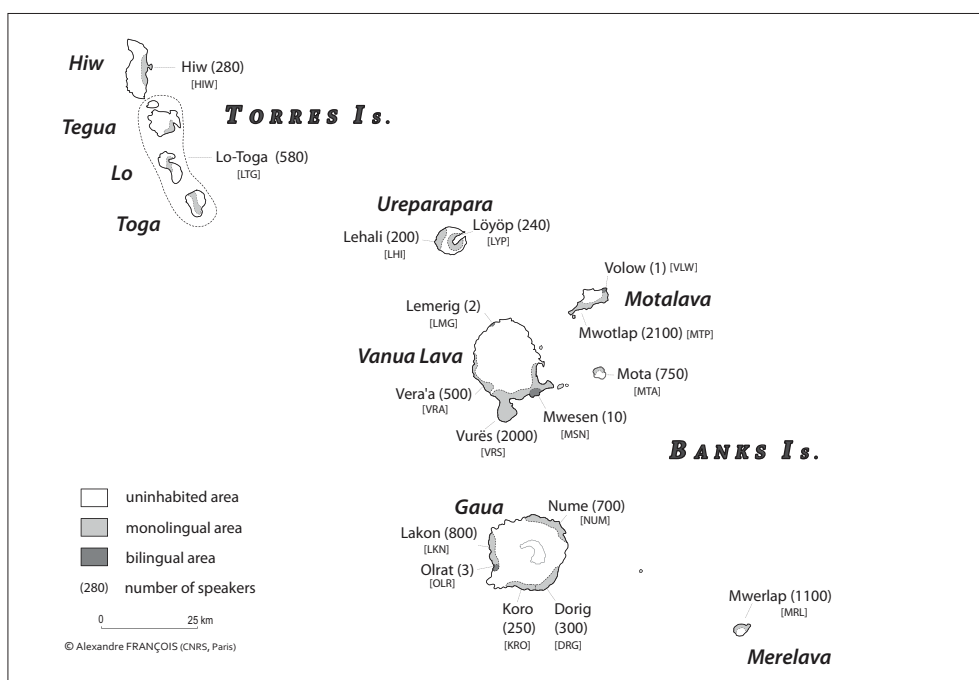 Hiw
Hiw (280)
[HIW]
TORRES Is.
Tegua
Lo-Toga (580)
[LTG]
Lo
Toga
Ureparapara
Löyöp (240)
[LYP]
Lehali (200)
[LHI]
Volow (1) [VLW]
Motalava
Lemerig (2)
[LMG]
Mwotlap (2100) [MTP]
Vanua Lava
Mota (750)
[MTA]
Vera'a (500)
[VRA]
Mwesen (10)
[MSN]
Vurës (2000)
[VRS]
BANKS Is.
uninhabited area
monolingual area
bilingual area
(280) number of speakers
0 25 km
© Alexandre FRANÇOIS (CNRS, Paris)
Gaua
Nume (700)
[NUM]
Lakon (800)
[LKN]
Olrat (3)
[OLR]
Koro
(250)
[KRO]
Dorig
(300)
[DRG]
Mwerlap (1100)
[MRL]
Merelava